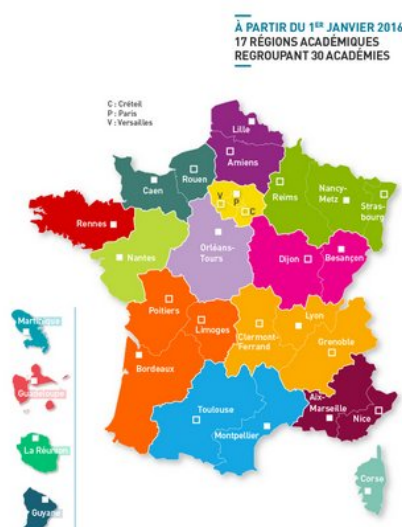 À PARTIR DU 1ER JANVIER 2016
17 RÉGIONS ACADÉMIQUES
REGROUPANT 30 ACADÉMIES
C : Créteil
P : Paris
V : Versailles
Lille
Amiens
Rouen
Caen
Reims
Nancy-
Metz
Stras-
bourg
V
P
C
Rennes
Nantes
Orléans-
Tours
Dijon
Besançon
Poitiers
Limoges
Clermont-
Ferrand
Lyon
Grenoble
Bordeaux
Toulouse
Montpellier
Aix-
Marseille
Nice
Corse
Martinique
Guadeloupe
La Réunion
Guyane